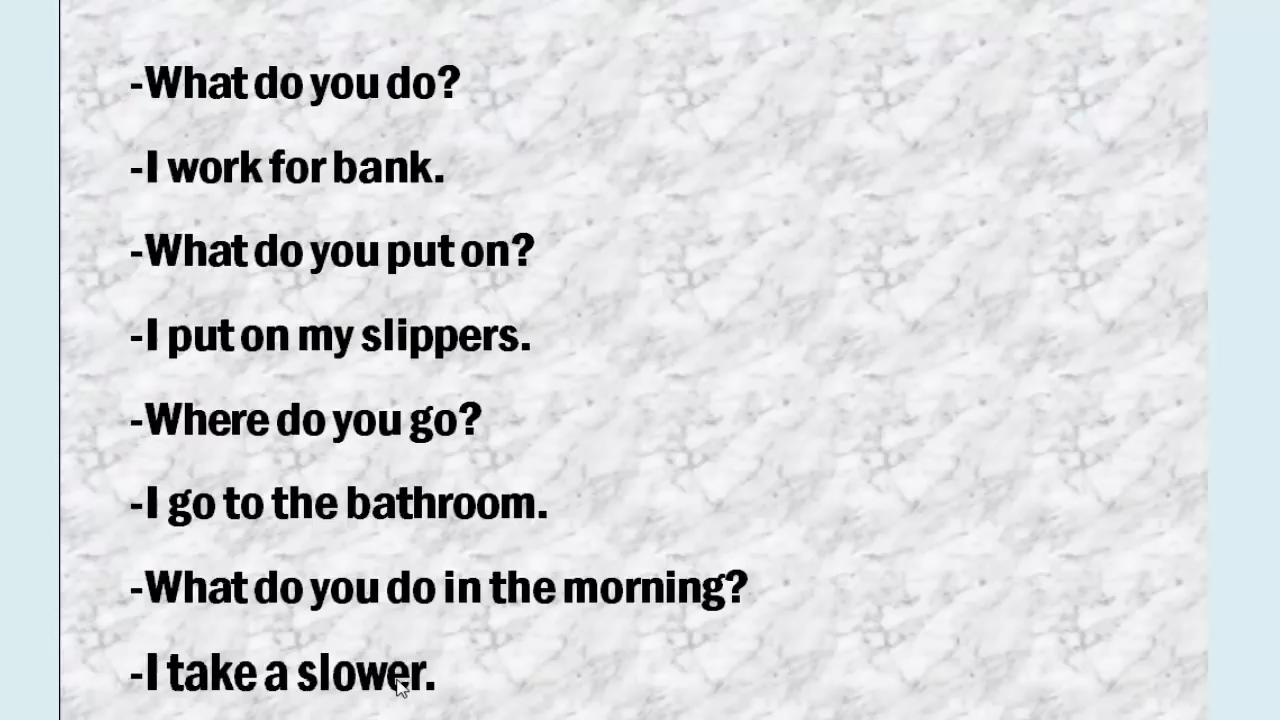 -What do you do?
-I work for bank.
-What do you put on?
-I put on my slippers.
-Where do you go?
-I go to the bathroom.
-What do you do in the morning?
-I take a slower.